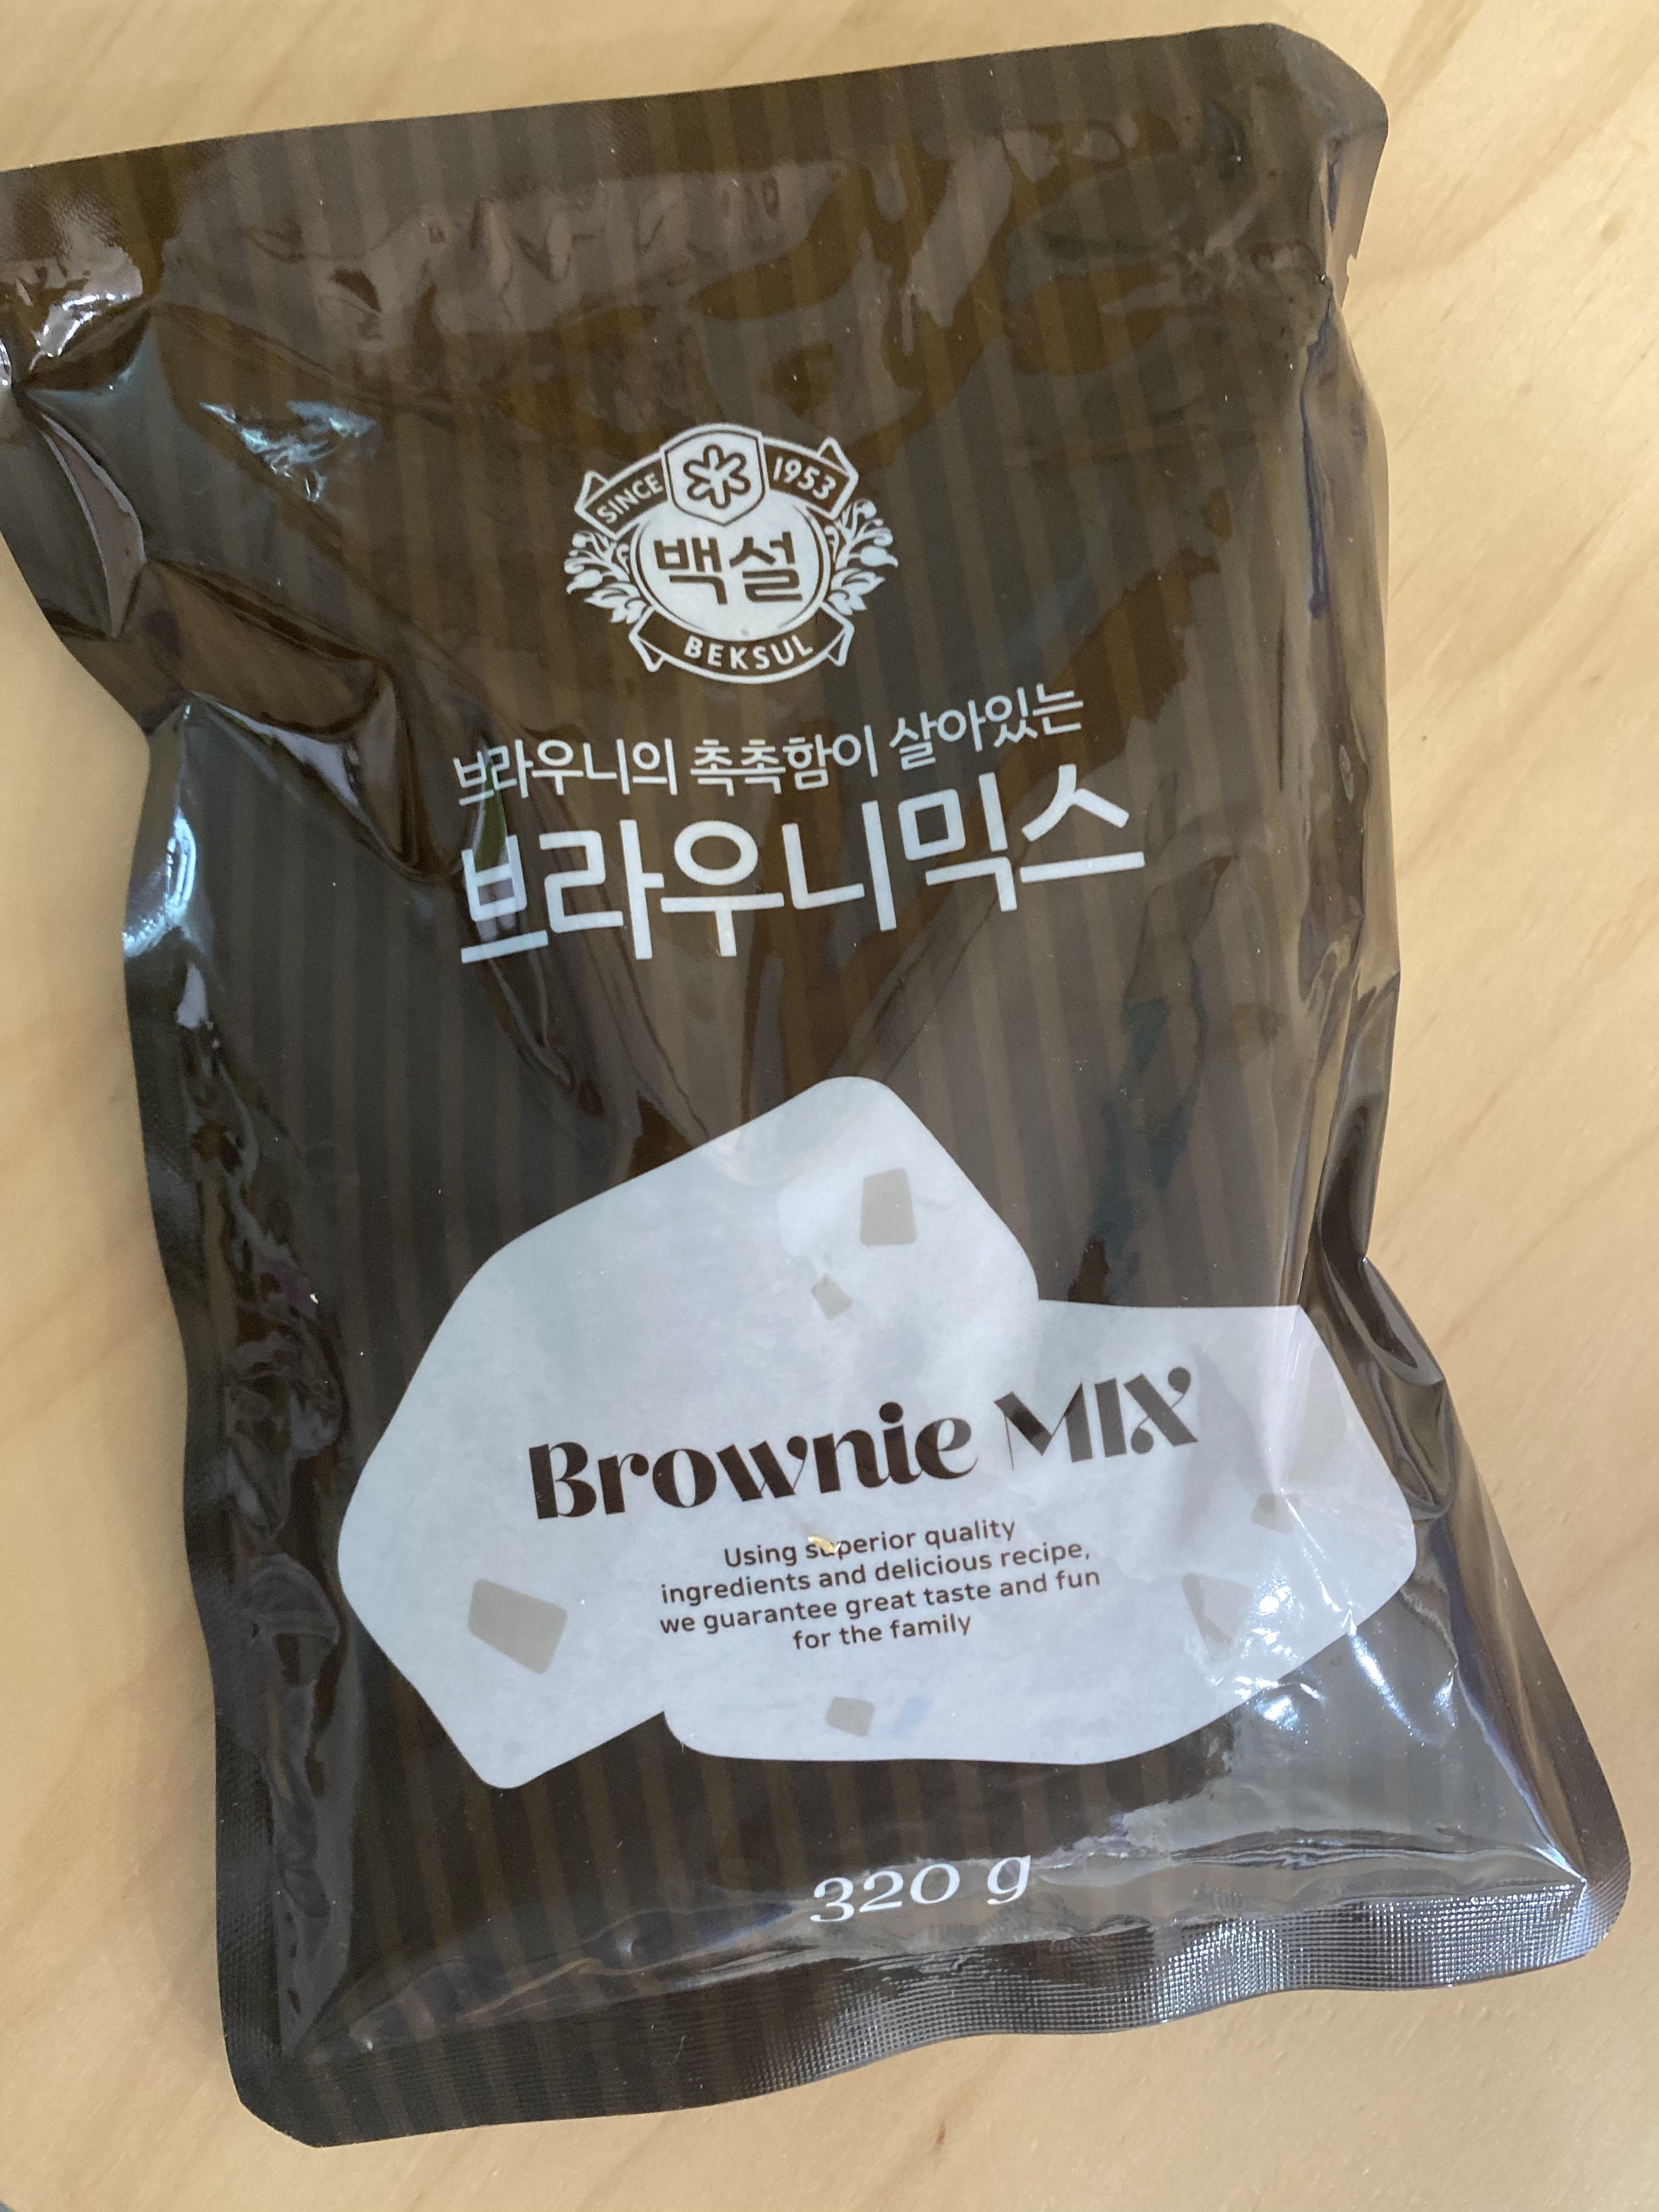 SINCE 1953
백설
BEKSUL
브라우니의 촉촉함이 살아있는
브라우니믹스
Brownie MIX
Using superior quality
ingredients and delicious recipe,
we guarantee great taste and fun
for the family
320 g